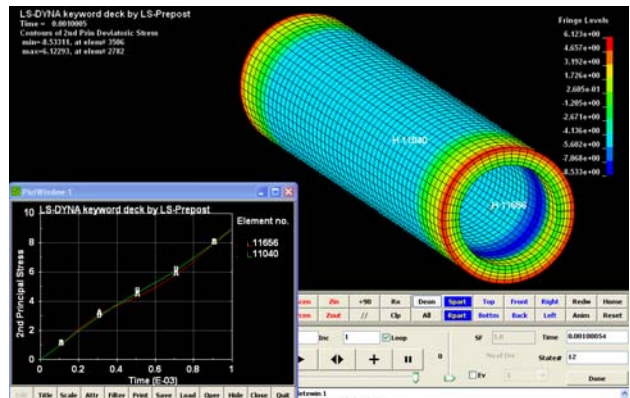 LS-DYNA keyword deck by LS-Prepost
Time = 0.0010005
Contours of 2nd Prin Deviatoric Stress
min=-8.53311, at elem# 3506
max=6.12293, at elem# 2782
Fringe Levels
6.123e+00
4.657e+00
3.192e+00
1.726e+00
2.605e-01
-1.205e+00
-2.671e+00
-4.136e+00
-5.602e+00
-7.068e+00
-8.533e+00
H 11040
H 11656
PlotWindow-1
LS-DYNA keyword deck by LS-Prepost
Element no.
11656
11040
2nd Principal Stress
10
8
6
4
2
0
0 0.2 0.4 0.6 0.8 1
Time (E-03)
Title Scale Attr Filter Print Save Load Oper Hide Close Quit
Zin +90 Rx Deon Spart Top Front Right Redw Home
Zout // Clp All Rpart Bottm Back Left Anim Reset
Inc 1 Loop SF 1.0 Time 0.00100054
0 State# 12
Ev 1 Done